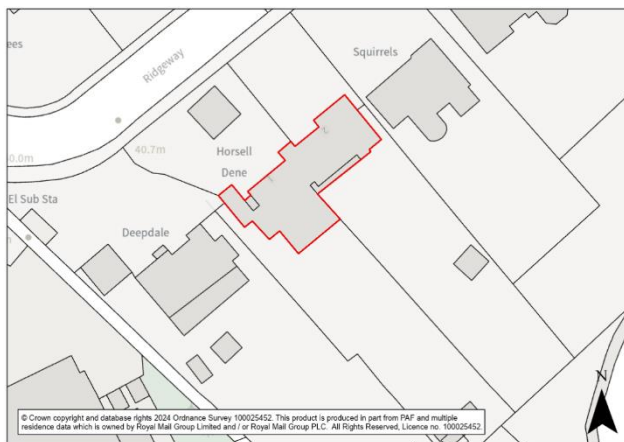 ees
Squirrels
Ridgeway
40.7m
0.0m
Horsell
Dene
El Sub Sta
Deepdale
N
© Crown copyright and database rights 2024 Ordnance Survey 100025452. This product is produced in part from PAF and multiple
residence data which is owned by Royal Mail Group Limited and / or Royal Mail Group PLC. All Rights Reserved, Licence no. 100025452.